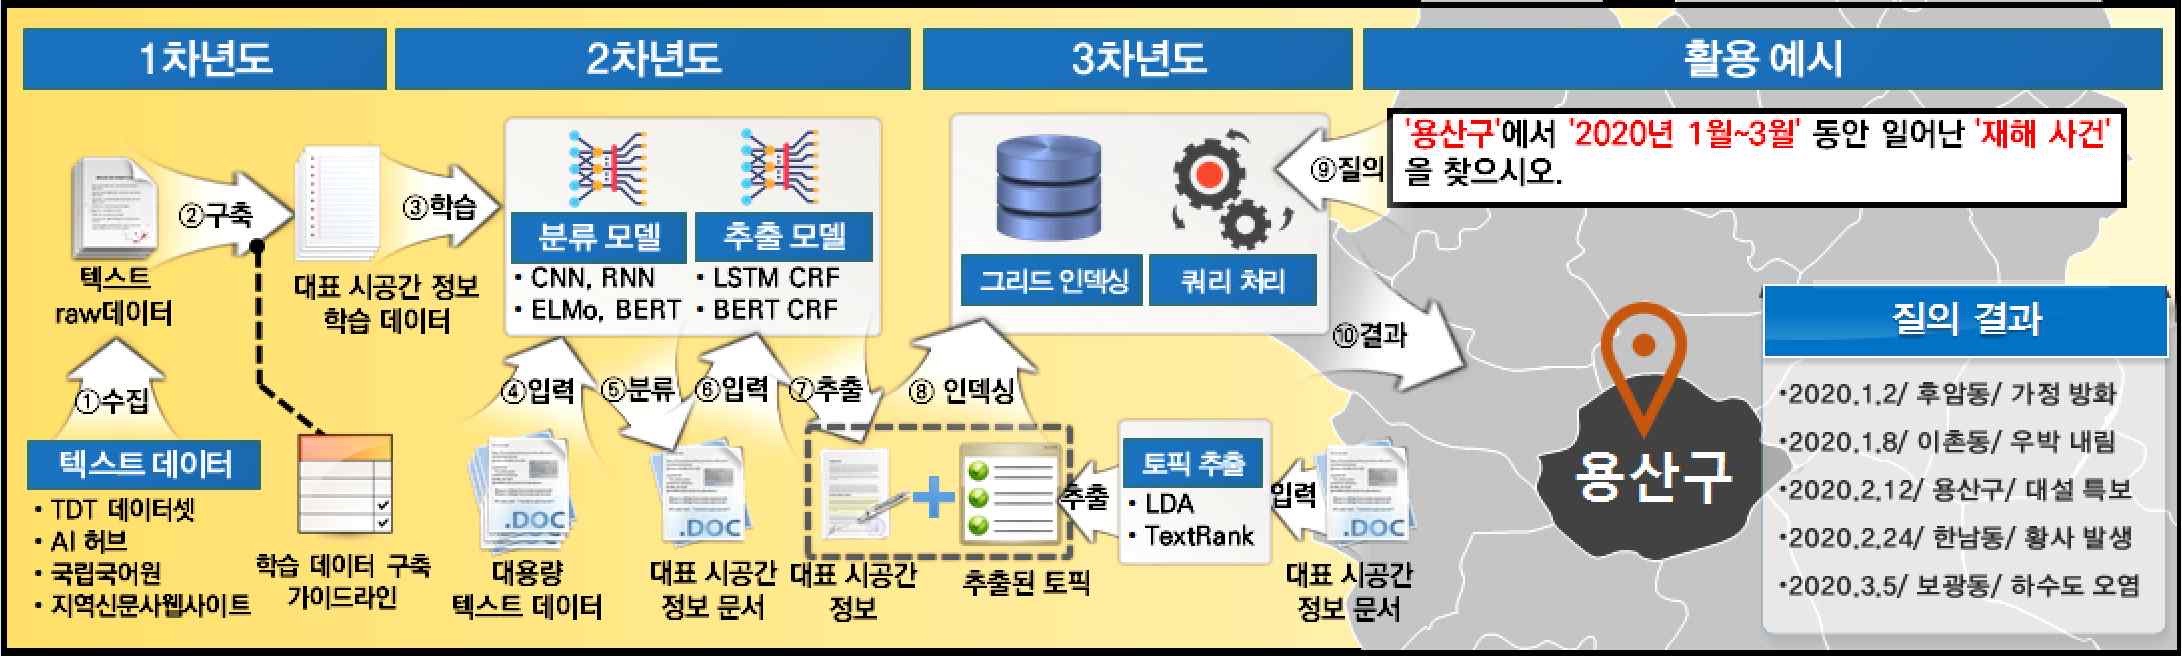 1차년도
2차년도
3차년도
활용 예시
'용산구'에서 '2020년 1월~3월' 동안 일어난 '재해 사건'
을 찾으시오.
텍스트
raw데이터
②구축
대표 시공간 정보
학습 데이터
③학습
①수집
텍스트 데이터
• TDT 데이터셋
• AI 허브
• 국립국어원
• 지역신문사웹사이트
학습 데이터 구축
가이드라인
분류 모델
• CNN, RNN
• ELMo, BERT
추출 모델
• LSTM CRF
• BERT CRF
④입력
⑤분류
⑥입력
⑦추출
.DOC
대용량
텍스트 데이터
.DOC
대표 시공간
정보 문서
대표 시공간
정보
추출된 토픽
그리드 인덱싱
쿼리 처리
⑧ 인덱싱
⑨질의
⑩결과
추출
토픽 추출
• LDA
• TextRank
입력
.DOC
대표 시공간
정보 문서
용산구
질의 결과
•2020.1.2/ 후암동/ 가정 방화
•2020.1.8/ 이촌동/ 우박 내림
•2020.2.12/ 용산구/ 대설 특보
•2020.2.24/ 한남동/ 황사 발생
•2020.3.5/ 보광동/ 하수도 오염